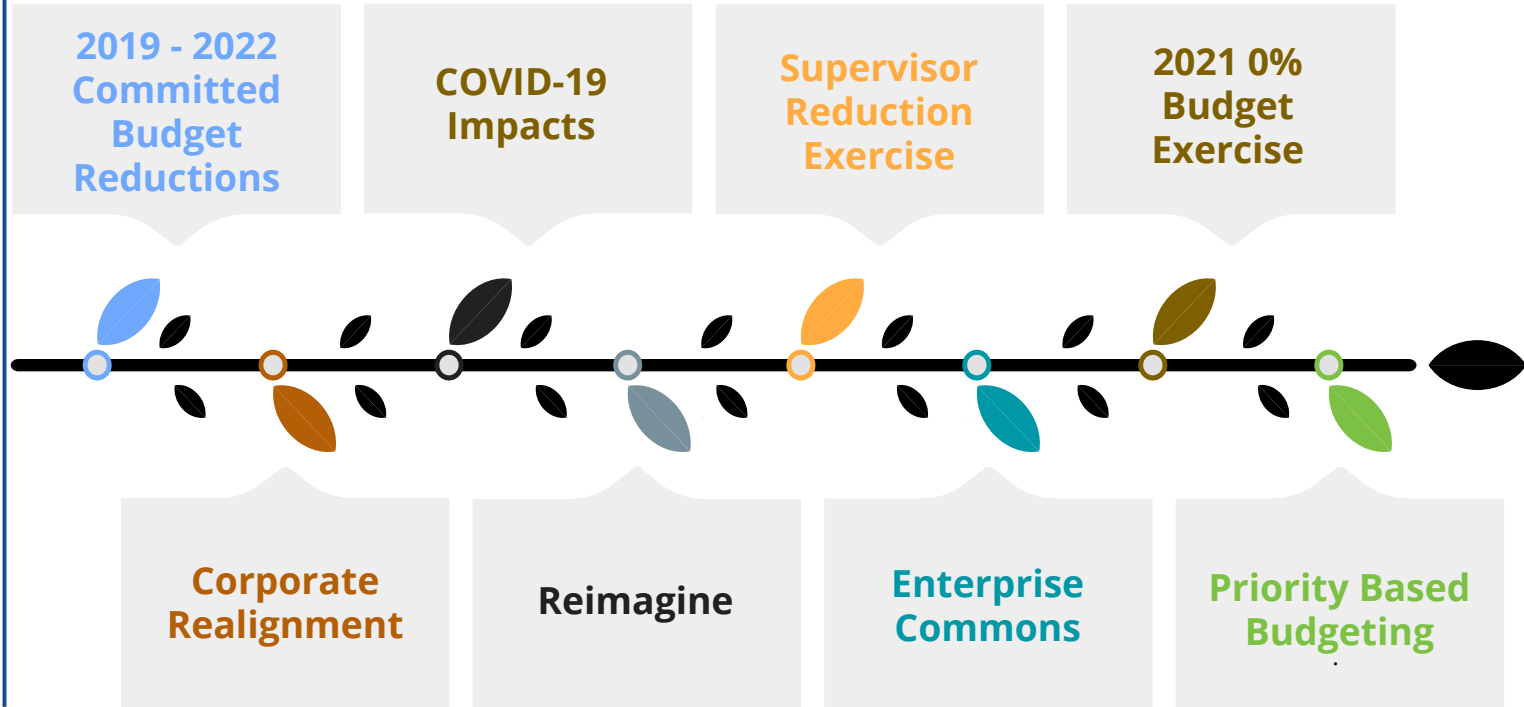 2019 - 2022
Committed
Budget
Reductions
COVID-19
Impacts
Supervisor
Reduction
Exercise
2021 0%
Budget
Exercise
Corporate
Realignment
Reimagine
Enterprise
Commons
Priority Based
Budgeting
.